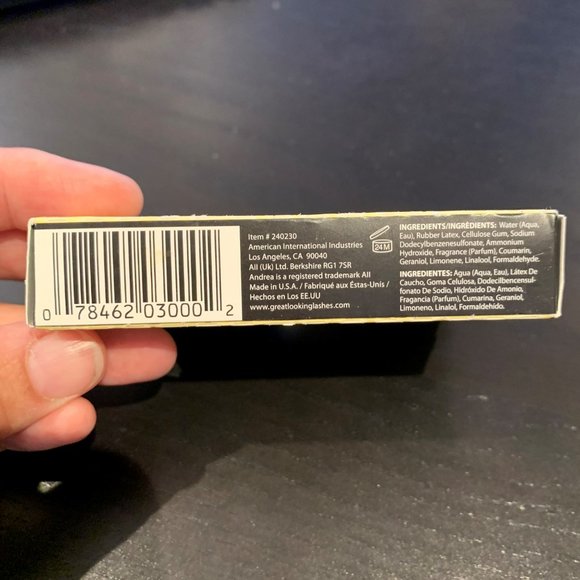 0 78462 03000 2
Item # 240230
American International Industries
Los Angeles, CA 90040
AII (Uk) Ltd. Berkshire RG1 7SR
Andrea is a registered trademark AII
Made in U.S.A. / Fabriqué aux Éstas-Unis /
Hechos en Los EE.UU
www.greatlookinglashes.com
24M
INGREDIENTS/INGRÉDIENTS: Water (Aqua,
Eau), Rubber Latex, Cellulose Gum, Sodium
Dodecylbenzenesulfonate, Ammonium
Hydroxide, Fragrance (Parfum), Coumarin,
Geraniol, Limonene, Linalool, Formaldehyde.
INGREDIENTES: Agua (Aqua, Eau), Látex De
Caucho, Goma Celulosa, Dodecilbencensul-
fonato De Sodio, Hidróxido De Amonio,
Fragancia (Parfum), Cumarina, Geraniol,
Limoneno, Linalol, Formaldehído.